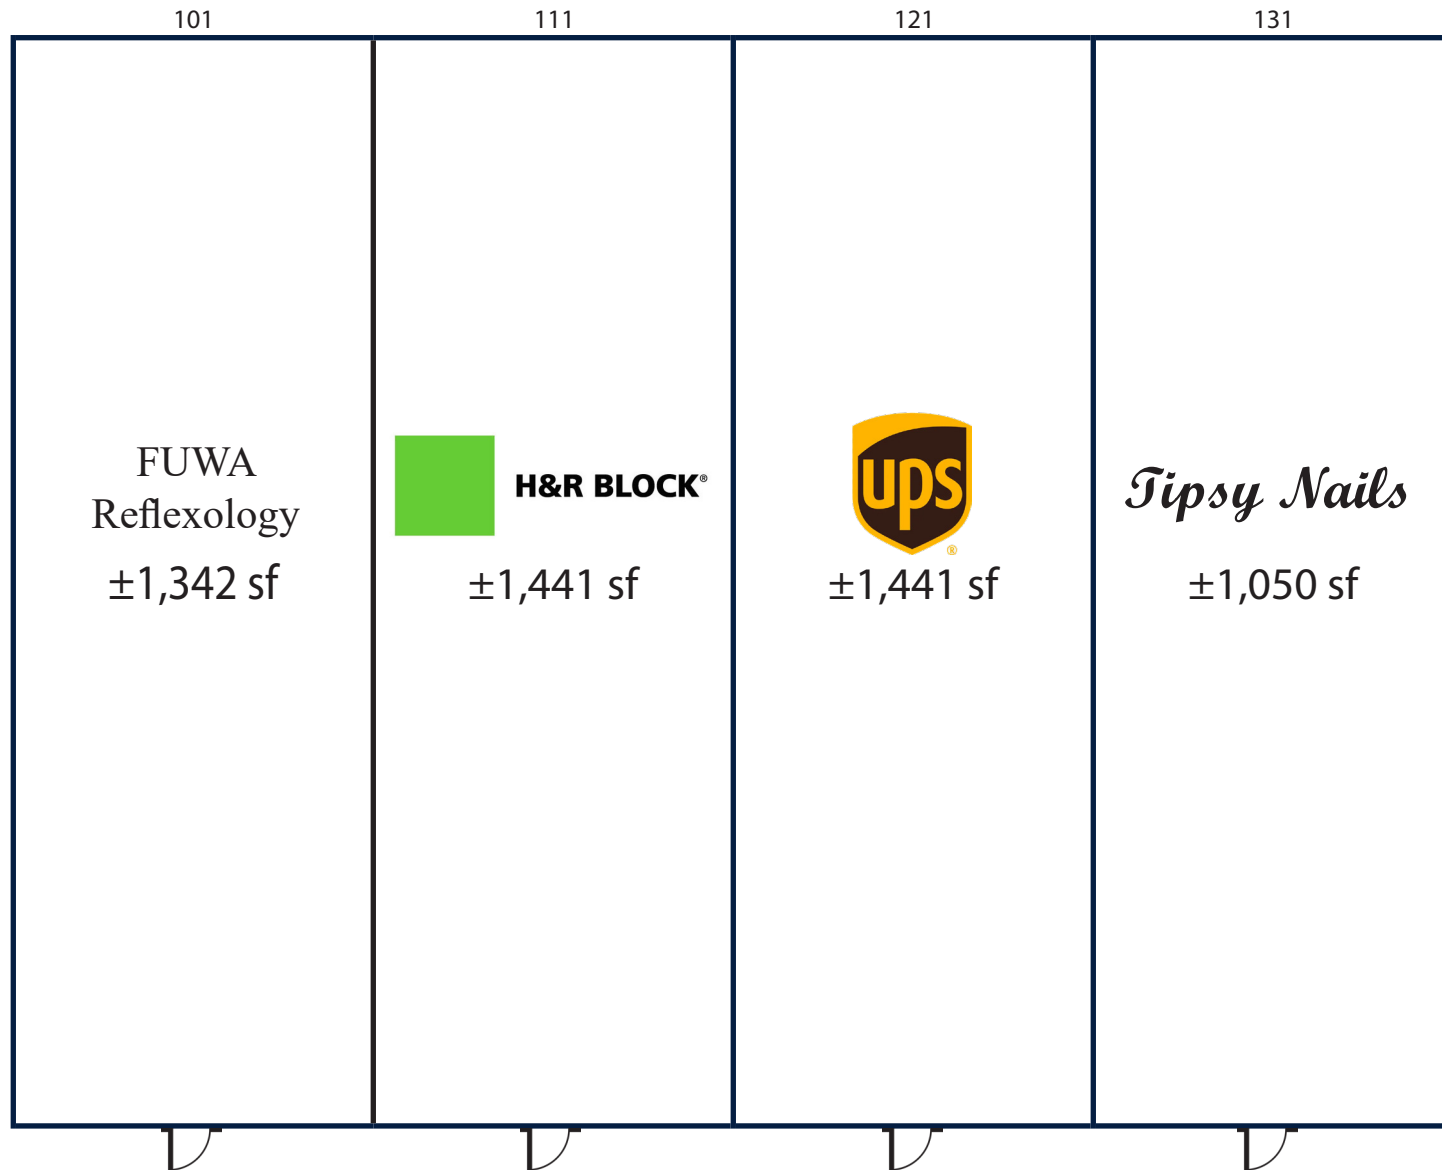 101
111
121
131
FUWA
Reflexology
±1,342 sf
H&R BLOCK®
±1,441 sf
ups
®
±1,441 sf
Tipsy Nails
±1,050 sf